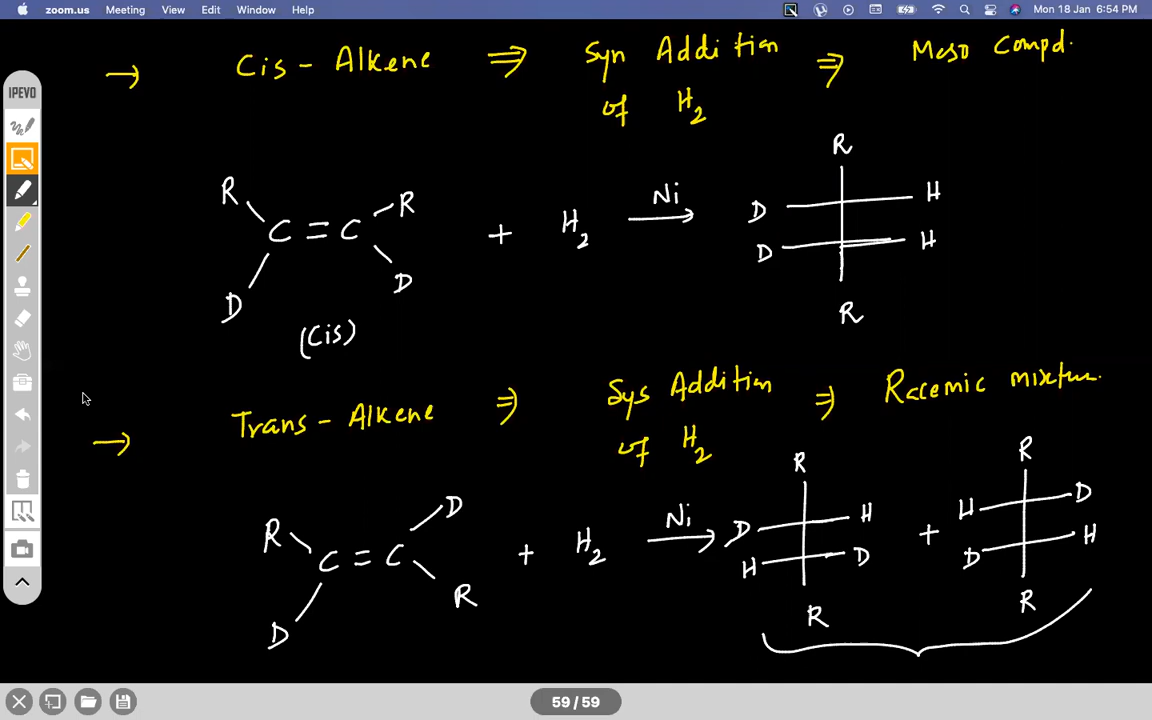 zoom.us Meeting View Edit Window Help Mon 18 Jan 6:54 PM
IPEVO
→ Cis - Alkene ⇒ Syn Addition ⇒ Meso Compd.
of H2
R R
C = C
D D
+ H2
Ni
R
D H
D H
R
(Cis)
→ Trans - Alkene ⇒ Sys Addition ⇒ Racemic mixture.
of H2
R D
C = C
D R
+ H2
Ni
R
D H
H D
R
+
R
H D
D H
R
59 / 59